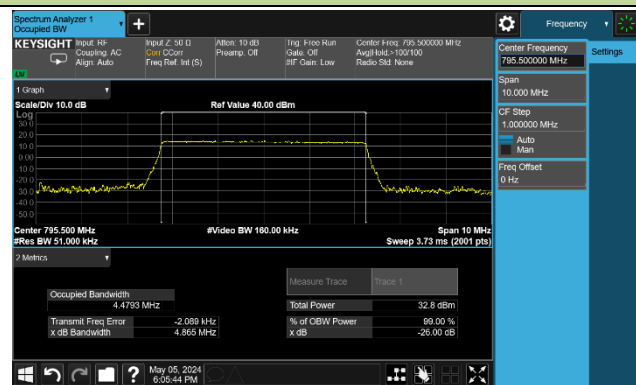 Spectrum Analyzer 1
Occupied BW
Frequency
KEYSIGHT
Input: RF
Coupling: AC
Align: Auto
Input Z: 50 Ω
Corr CCorr
Freq Ref: Int (S)
Atten: 10 dB
Preamp: Off
Trig: Free Run
Gate: Off
#IF Gain: Low
Center Freq: 795.500000 MHz
Avg|Hold:>100/100
Radio Std: None
Center Frequency
795.500000 MHz
Settings
Span
10.000 MHz
CF Step
1.000000 MHz
Auto
Man
Freq Offset
0 Hz
1 Graph
Scale/Div 10.0 dB
Ref Value 40.00 dBm
Log
30.0
20.0
10.0
0.00
-10.0
-20.0
-30.0
-40.0
-50.0
Center 795.500 MHz
#Video BW 160.00 kHz
Span 10 MHz
#Res BW 51.000 kHz
Sweep 3.73 ms (2001 pts)
2 Metrics
Measure Trace
Trace 1
Occupied Bandwidth
4.4793 MHz
Total Power
32.8 dBm
Transmit Freq Error
-2.089 kHz
% of OBW Power
99.00 %
x dB Bandwidth
4.865 MHz
x dB
-26.00 dB
May 05, 2024
6:05:44 PM